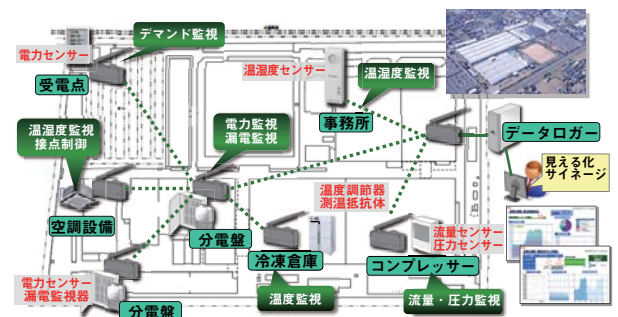 デマンド監視
電力センサー
受電点
温湿度センサー
温湿度監視
事務所
データロガー
見える化
サイネージ
温湿度監視
接点制御
電力監視
漏電監視
空調設備
分電盤
温度調節器
測温抵抗体
冷凍倉庫
コンプレッサー
流量センサー
圧力センサー
電力センサー
漏電監視器
分電盤
温度監視
流量・圧力監視